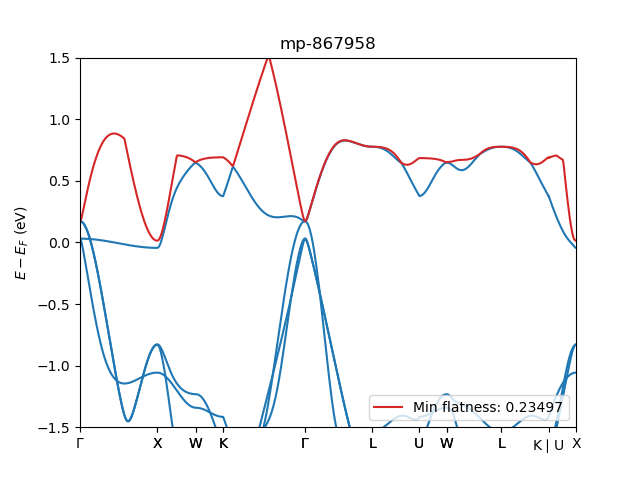 mp-867958
E − E_F (eV)
1.5
1.0
0.5
0.0
−0.5
−1.0
−1.5
Min flatness: 0.23497
Γ X W K Γ L U W L K | U X